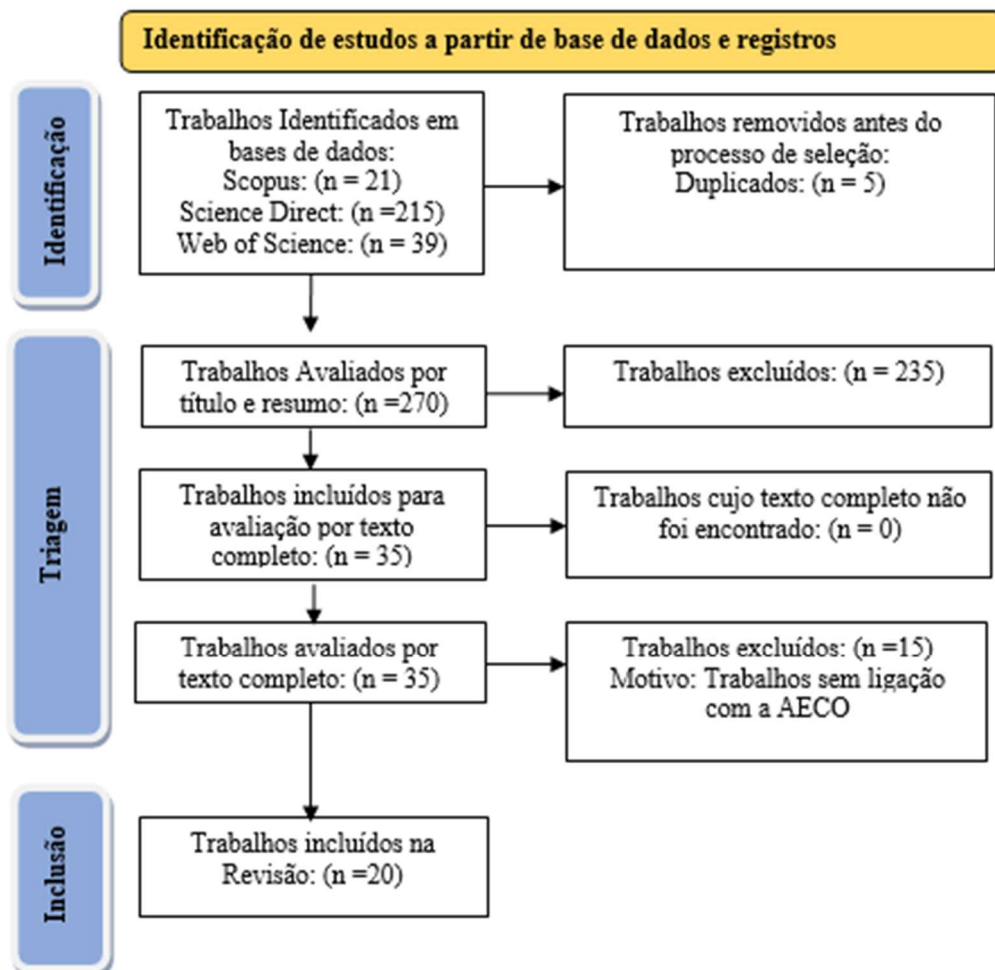 Identificação de estudos a partir de base de dados e registros
Identificação
Trabalhos Identificados em
bases de dados:
Scopus: (n = 21)
Science Direct: (n =215)
Web of Science: (n = 39)
Trabalhos removidos antes do
processo de seleção:
Duplicados: (n = 5)
Triagem
Trabalhos Avaliados por
título e resumo: (n =270)
Trabalhos excluídos: (n = 235)
Trabalhos incluídos para
avaliação por texto
completo: (n = 35)
Trabalhos cujo texto completo não
foi encontrado: (n = 0)
Trabalhos avaliados por
texto completo: (n = 35)
Trabalhos excluídos: (n =15)
Motivo: Trabalhos sem ligação
com a AECO
Inclusão
Trabalhos incluídos na
Revisão: (n =20)